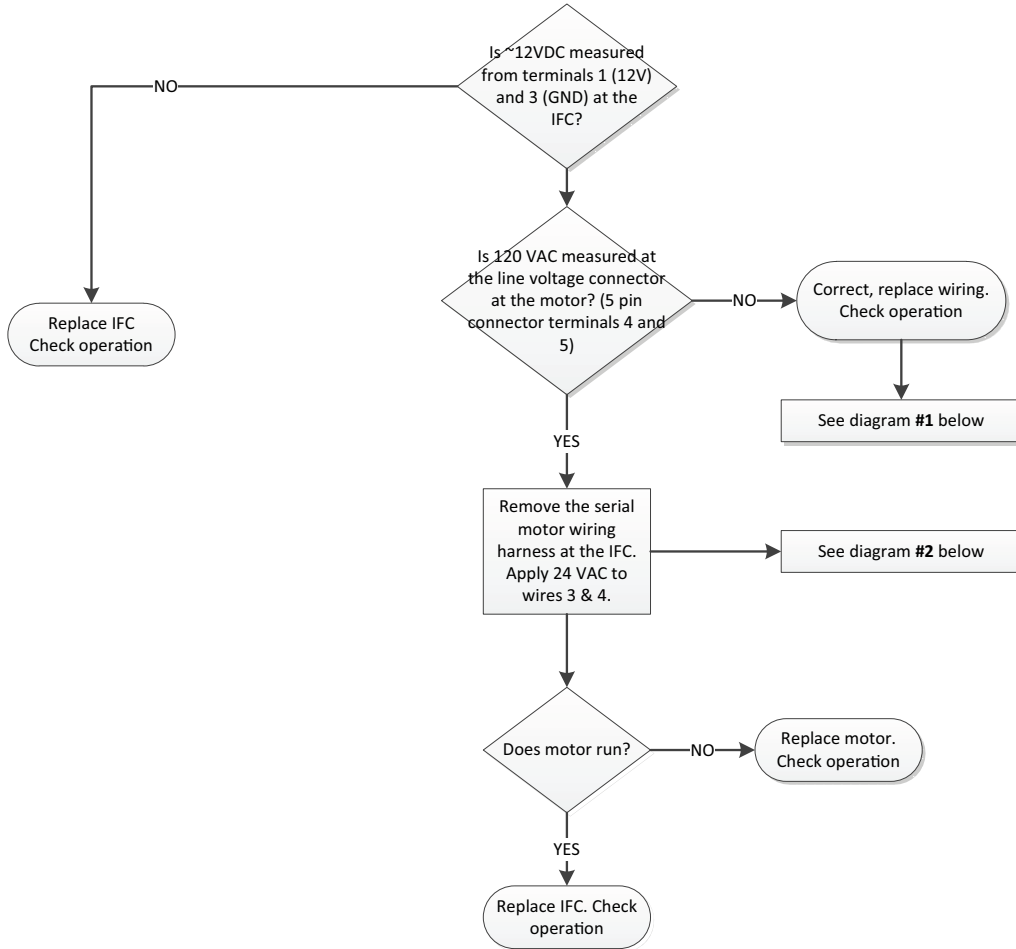 Is ~12VDC measured
from terminals 1 (12V)
and 3 (GND) at the
IFC?
NO
Replace IFC
Check operation
Is 120 VAC measured at
the line voltage connector
at the motor? (5 pin
connector terminals 4 and
5)
NO
Correct, replace wiring.
Check operation
See diagram #1 below
YES
Remove the serial
motor wiring
harness at the IFC.
Apply 24 VAC to
wires 3 & 4.
See diagram #2 below
Does motor run?
NO
Replace motor.
Check operation
YES
Replace IFC. Check
operation